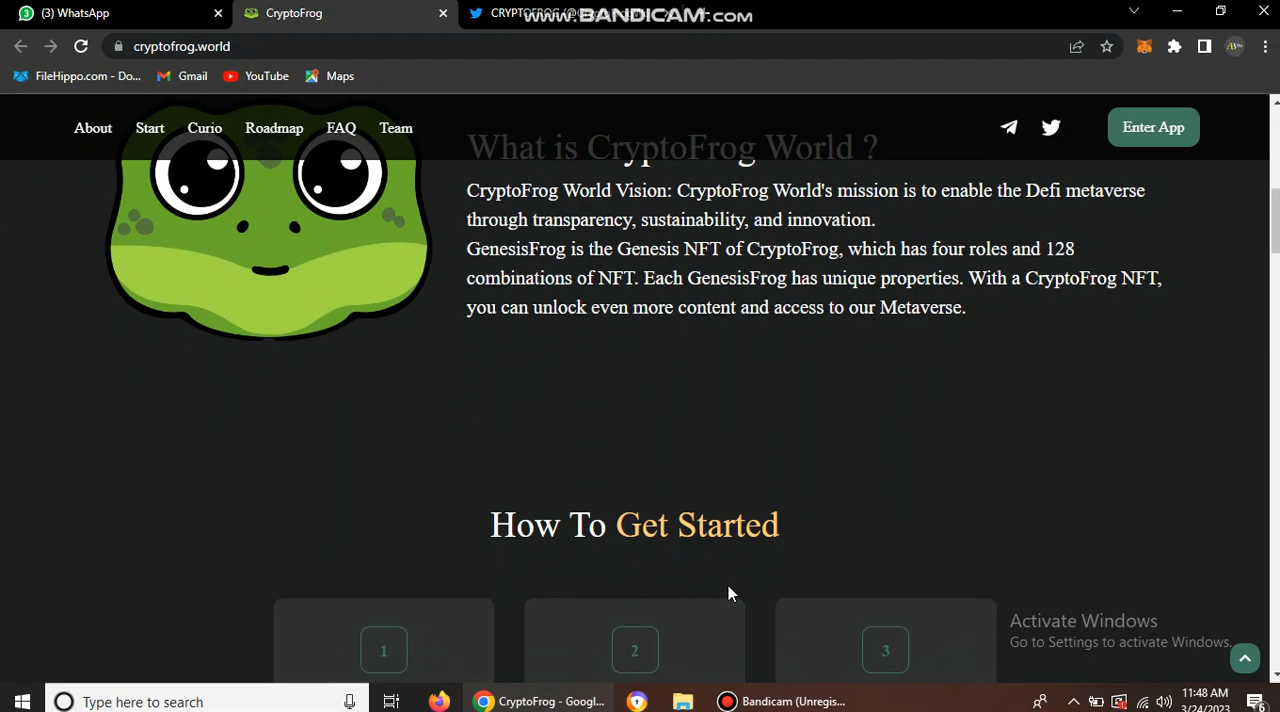 (3) WhatsApp
CryptoFrog
CRYPTOFROG
www.BANDICAM.com
cryptofrog.world
FileHippo.com - Do...
Gmail
YouTube
Maps
About
Start
Curio
Roadmap
FAQ
Team
Enter App
What is CryptoFrog World ?
CryptoFrog World Vision: CryptoFrog World's mission is to enable the Defi metaverse
through transparency, sustainability, and innovation.
GenesisFrog is the Genesis NFT of CryptoFrog, which has four roles and 128
combinations of NFT. Each GenesisFrog has unique properties. With a CryptoFrog NFT,
you can unlock even more content and access to our Metaverse.
How To Get Started
1
2
3
Activate Windows
Go to Settings to activate Windows.
Type here to search
CryptoFrog - Googl...
Bandicam (Unregis...
11:48 AM
3/24/2023
6